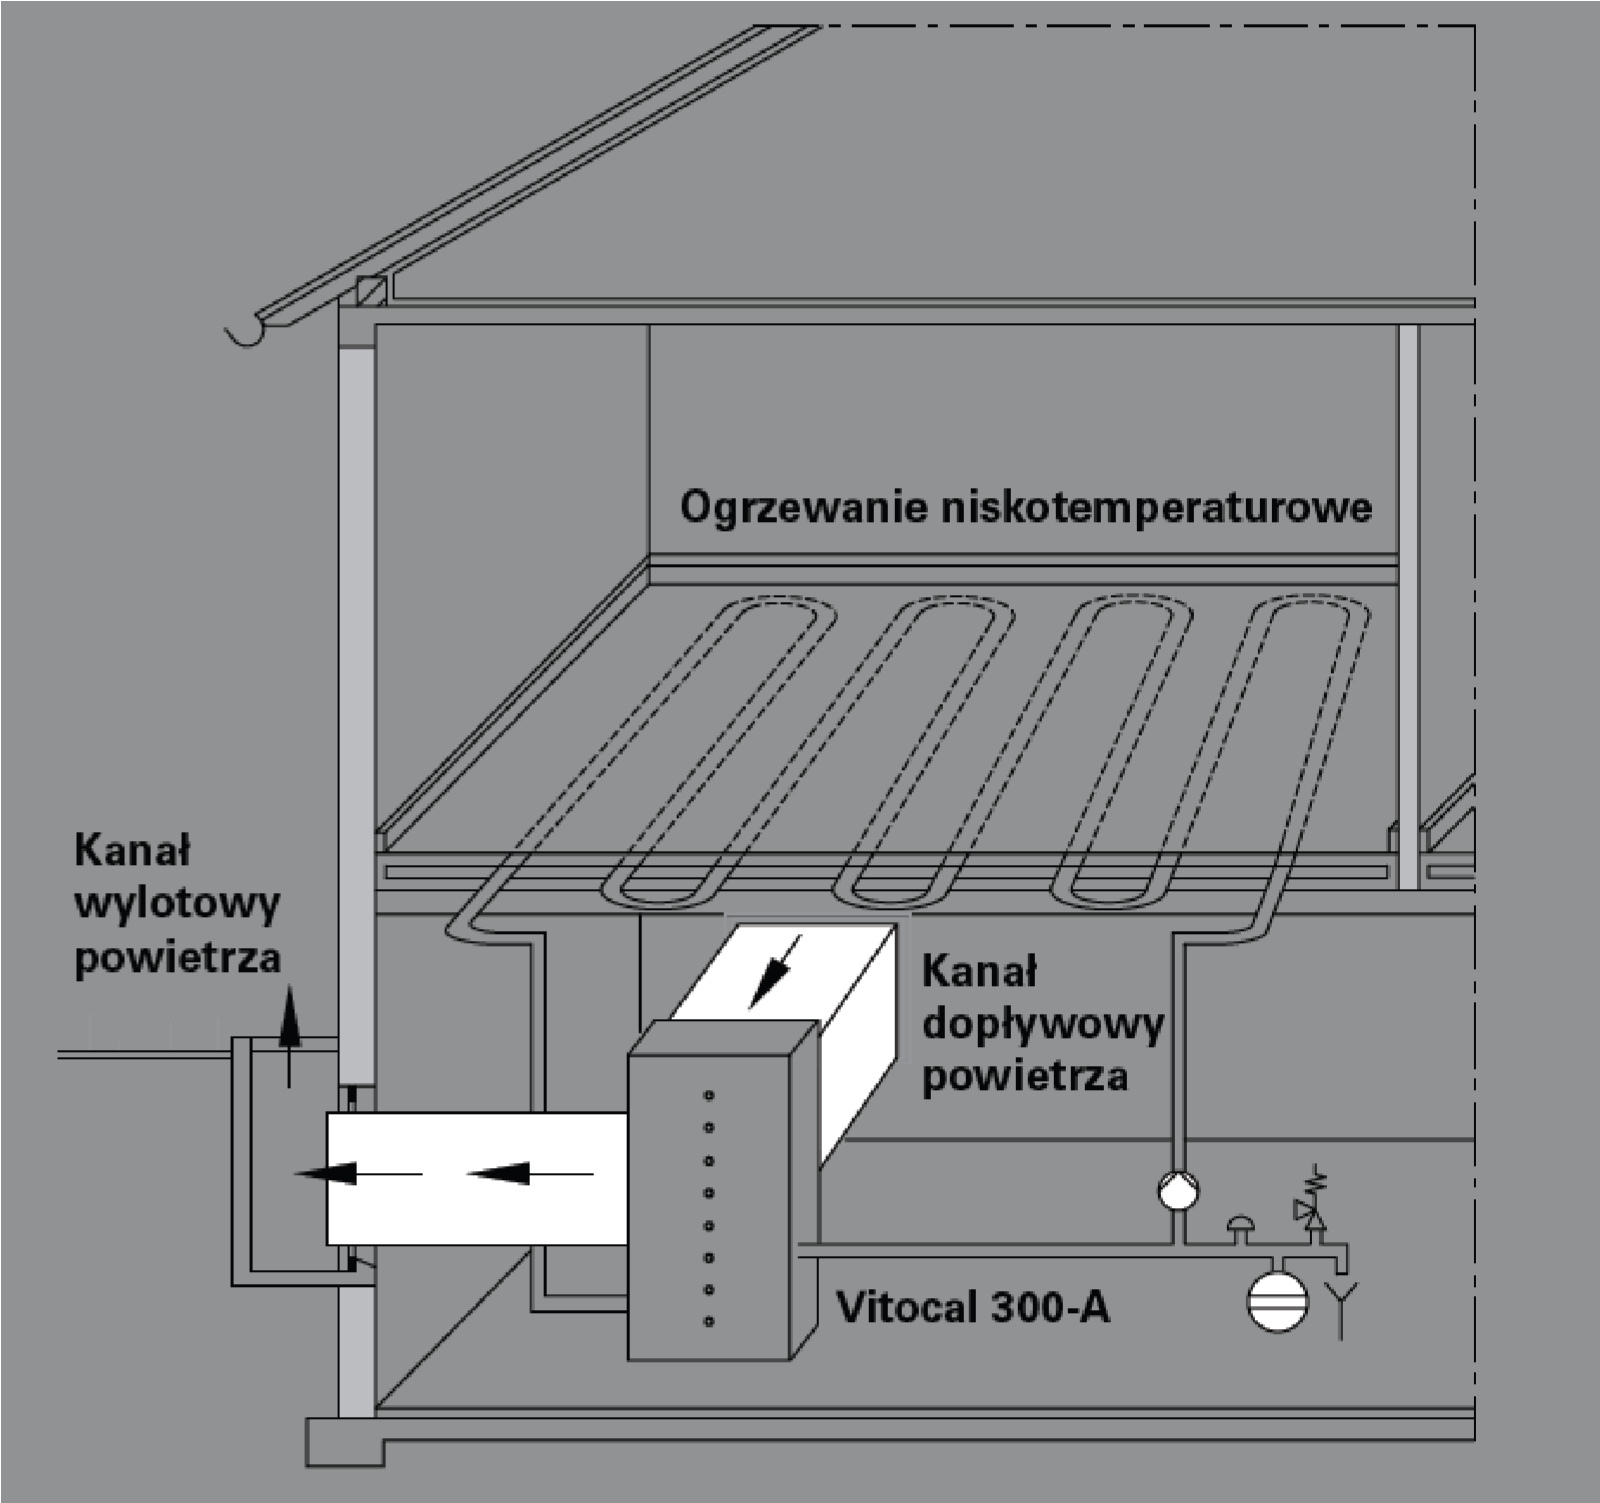 Ogrzewanie niskotemperaturowe
Kanał
wylotowy
powietrza
Kanał
dopływowy
powietrza
Vitocal 300-A